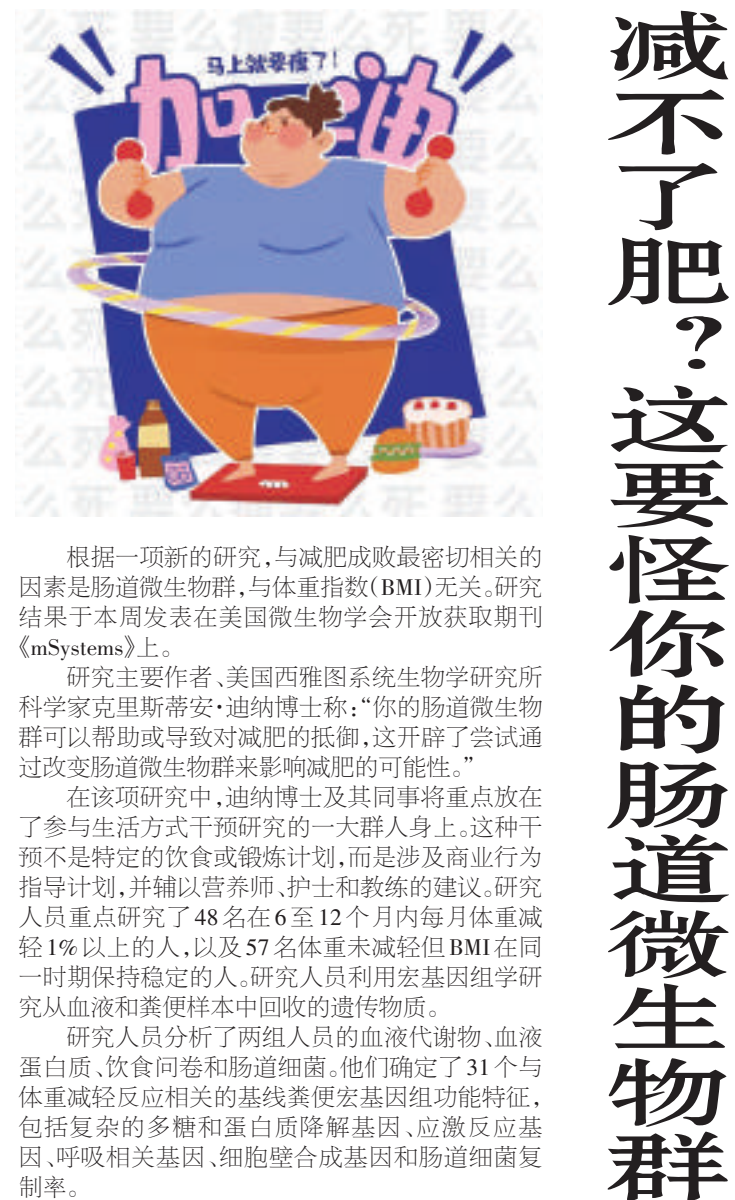 减不了肥？这要怪你的肠道微生物群
马上就要瘦了！
加油
根据一项新的研究，与减肥成败最密切相关的
因素是肠道微生物群，与体重指数（BMI）无关。研究
结果于本周发表在美国微生物学会开放获取期刊
《mSystems》上。
研究主要作者、美国西雅图系统生物学研究所
科学家克里斯蒂安·迪纳博士称：“你的肠道微生物
群可以帮助或导致对减肥的抵御，这开辟了尝试通
过改变肠道微生物群来影响减肥的可能性。”
在该项研究中，迪纳博士及其同事将重点放在
了参与生活方式干预研究的一大群人身上。这种干
预不是特定的饮食或锻炼计划，而是涉及商业行为
指导计划，并辅以营养师、护士和教练的建议。研究
人员重点研究了48名在6至12个月内每月体重减
轻1%以上的人，以及57名体重未减轻但BMI在同
一时期保持稳定的人。研究人员利用宏基因组学研
究从血液和粪便样本中回收的遗传物质。
研究人员分析了两组人员的血液代谢物、血液
蛋白质、饮食问卷和肠道细菌。他们确定了31个与
体重减轻反应相关的基线粪便宏基因组功能特征，
包括复杂的多糖和蛋白质降解基因、应激反应基
因、呼吸相关基因、细胞壁合成基因和肠道细菌复
制率。